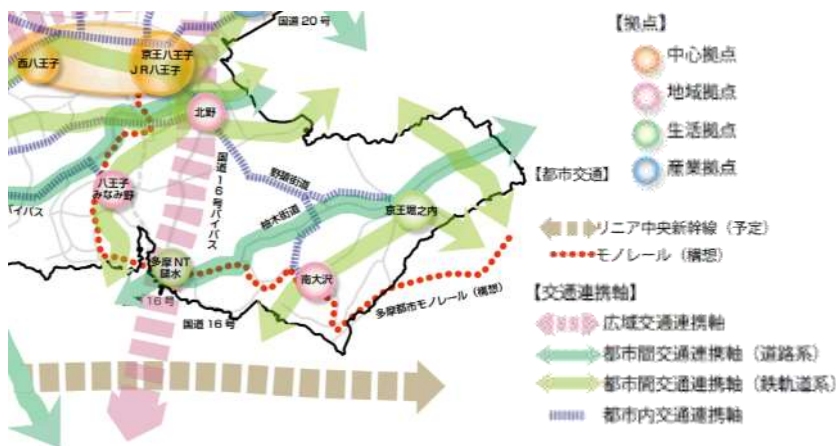 国道20号
西八王子
京王八王子
JR八王子
北野
野猿街道
国道16号バイパス
八王子
みなみ野
バイパス
柚木街道
京王堀之内
多摩NT
鑓水
南大沢
16号
国道16号
多摩都市モノレール（構想）
【拠点】
中心拠点
地域拠点
生活拠点
産業拠点
【都市交通】
リニア中央新幹線（予定）
モノレール（構想）
【交通連携軸】
広域交通連携軸
都市間交通連携軸（道路系）
都市間交通連携軸（鉄軌道系）
都市内交通連携軸